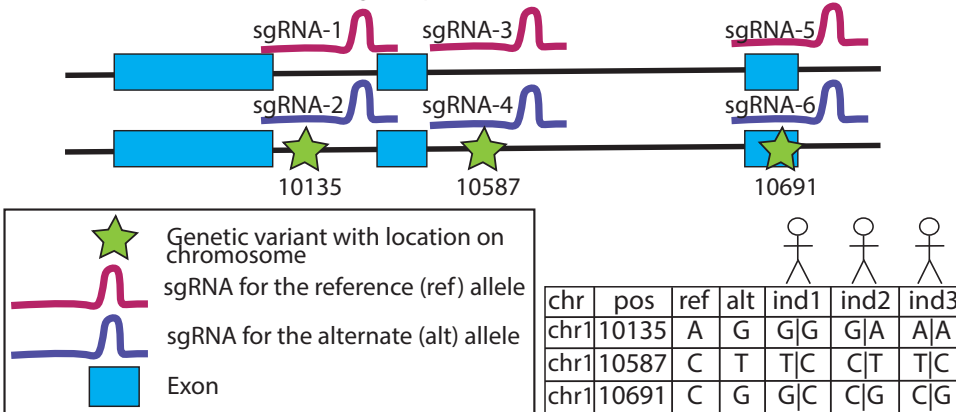 sgRNA-1 sgRNA-3 sgRNA-5
sgRNA-2 sgRNA-4 sgRNA-6
10135 10587 10691
Genetic variant with location on
chromosome
sgRNA for the reference (ref) allele
sgRNA for the alternate (alt) allele
Exon
chr pos ref alt ind1 ind2 ind3
chr1 10135 A G G|G G|A A|A
chr1 10587 C T T|C C|T T|C
chr1 10691 C G G|C C|G C|G